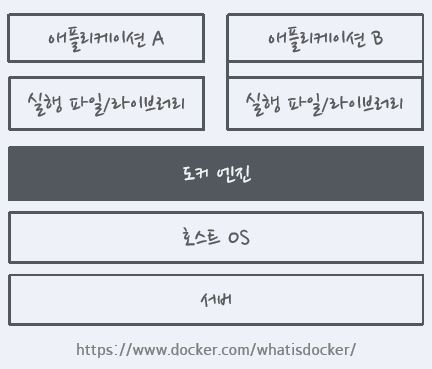 애플리케이션 A
애플리케이션 B
실행 파일/라이브러리
실행 파일/라이브러리
도커 엔진
호스트 OS
서버
https://www.docker.com/whatisdocker/